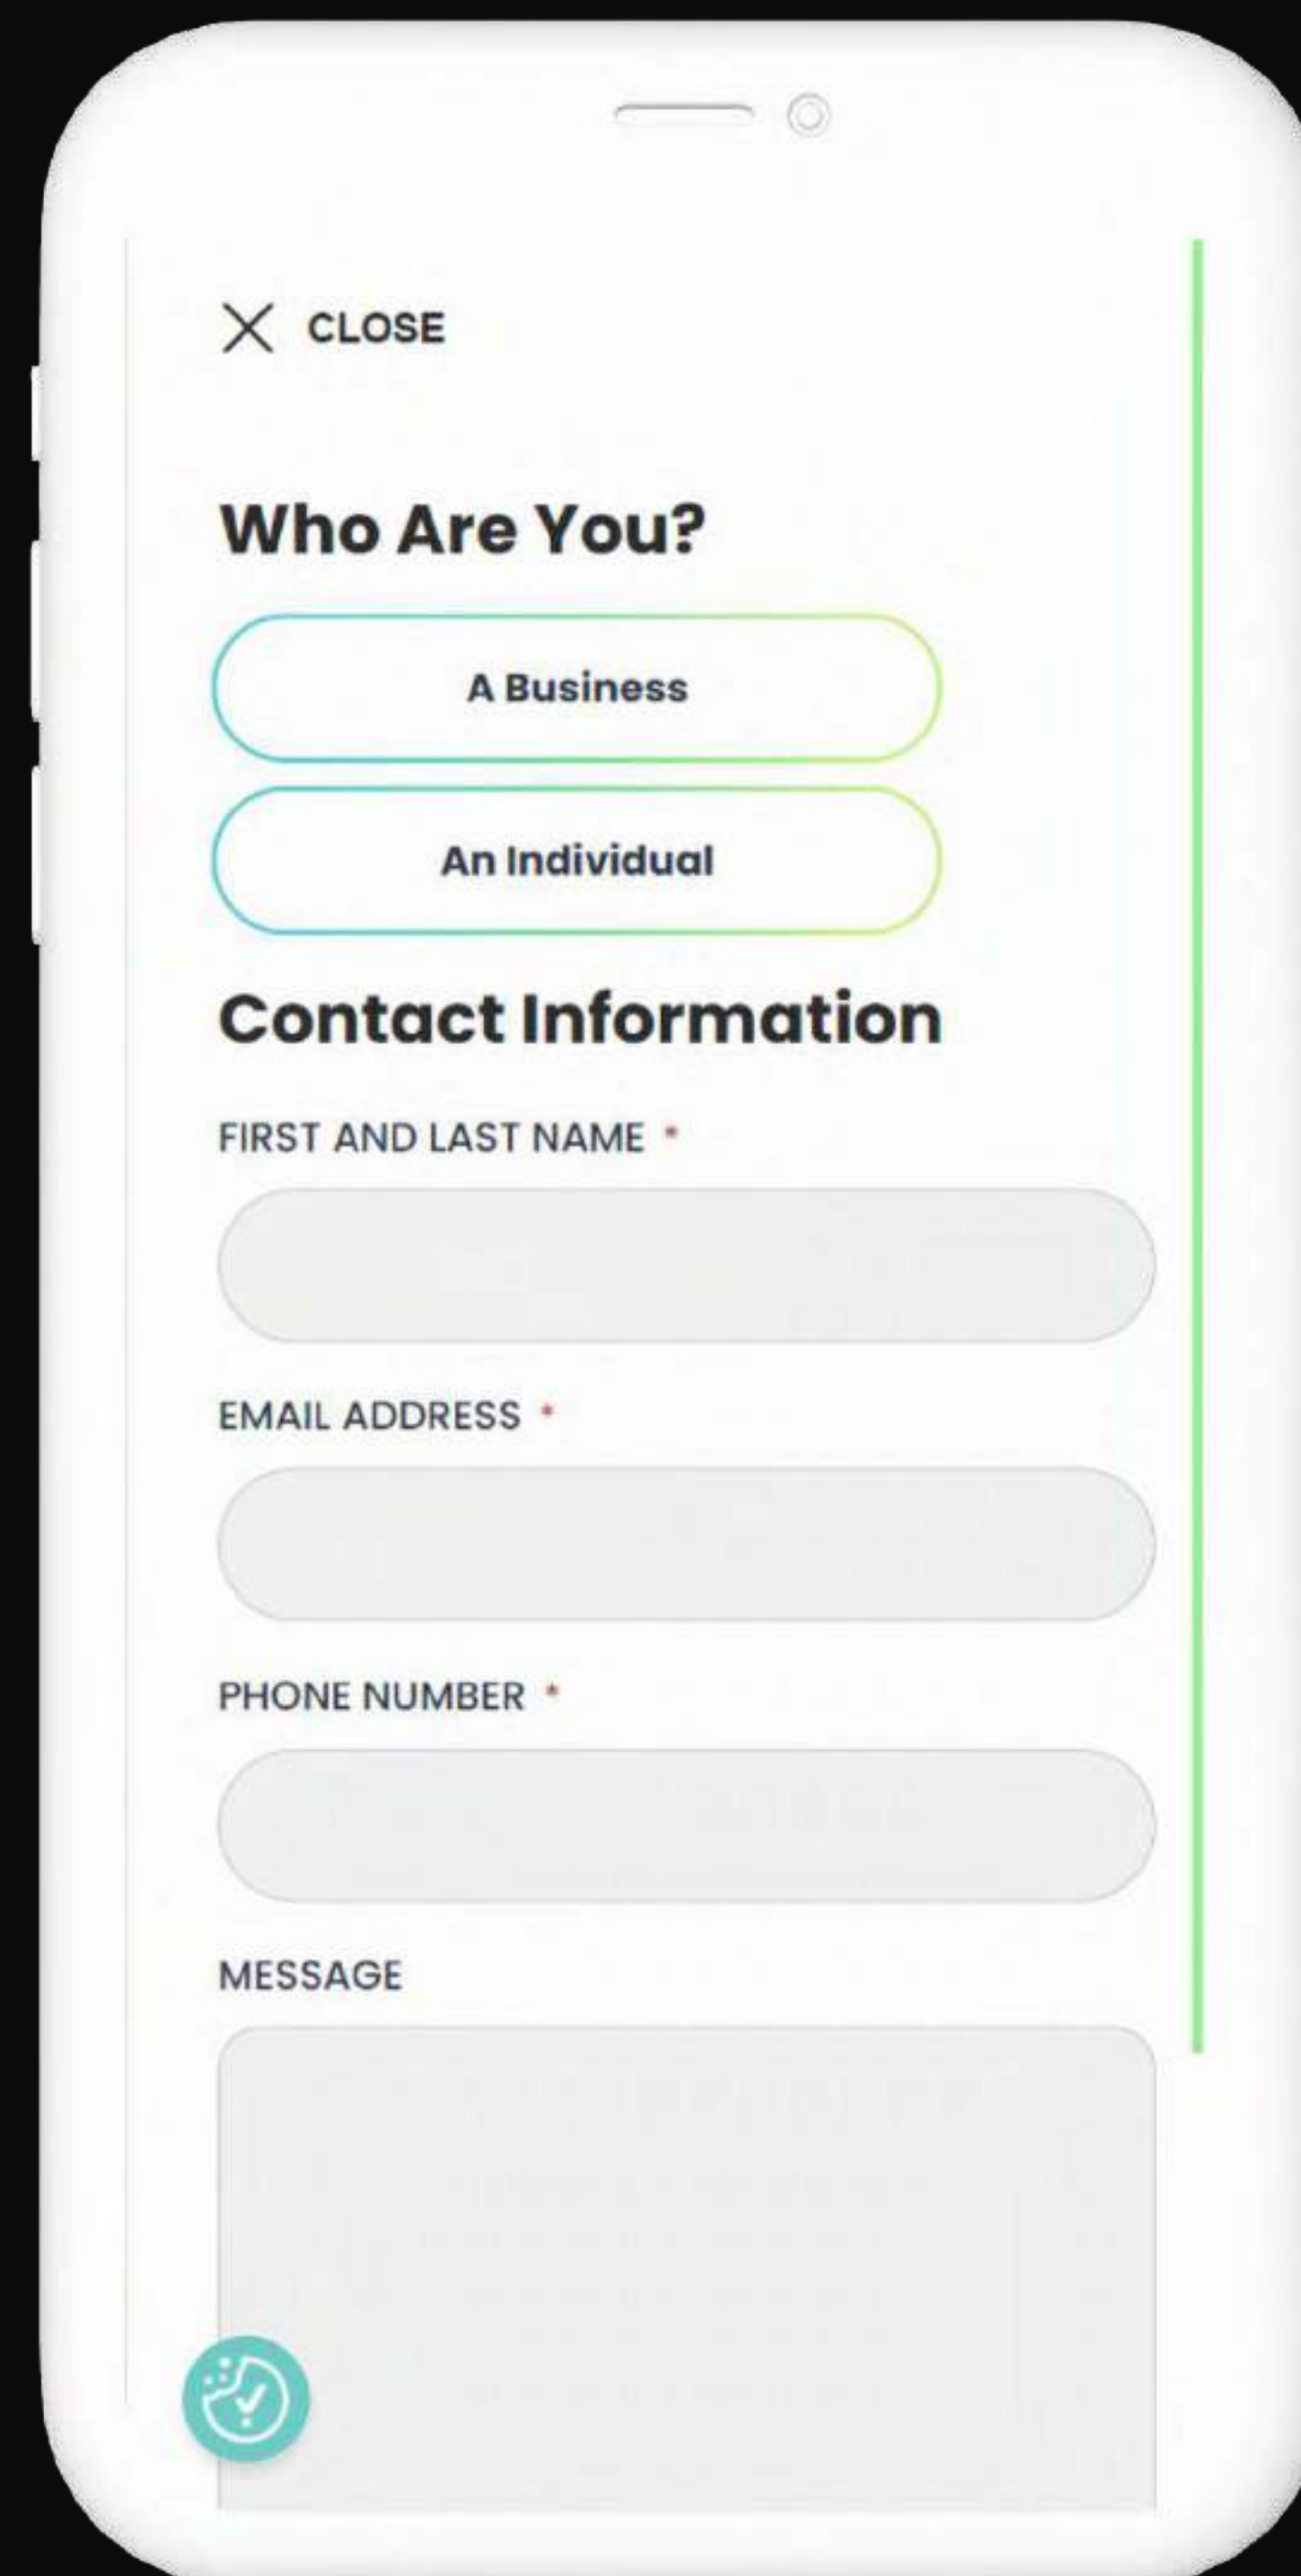 CLOSE
Who Are You?
A Business
An Individual
Contact Information
FIRST AND LAST NAME *
EMAIL ADDRESS *
PHONE NUMBER *
MESSAGE